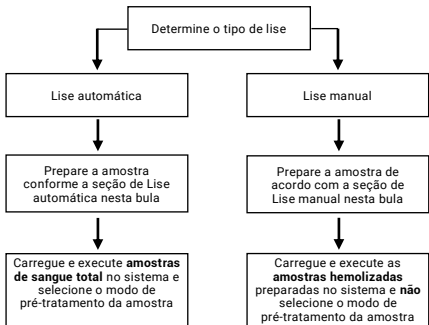 Determine o tipo de lise
Lise automática
Lise manual
Prepare a amostra
conforme a seção de Lise
automática nesta bula
Prepare a amostra de
acordo com a seção de
Lise manual nesta bula
Carregue e execute amostras
de sangue total no sistema e
selecione o modo de
pré-tratamento da amostra
Carregue e execute as
amostras hemolizadas
preparadas no sistema e não
selecione o modo de
pré-tratamento da amostra